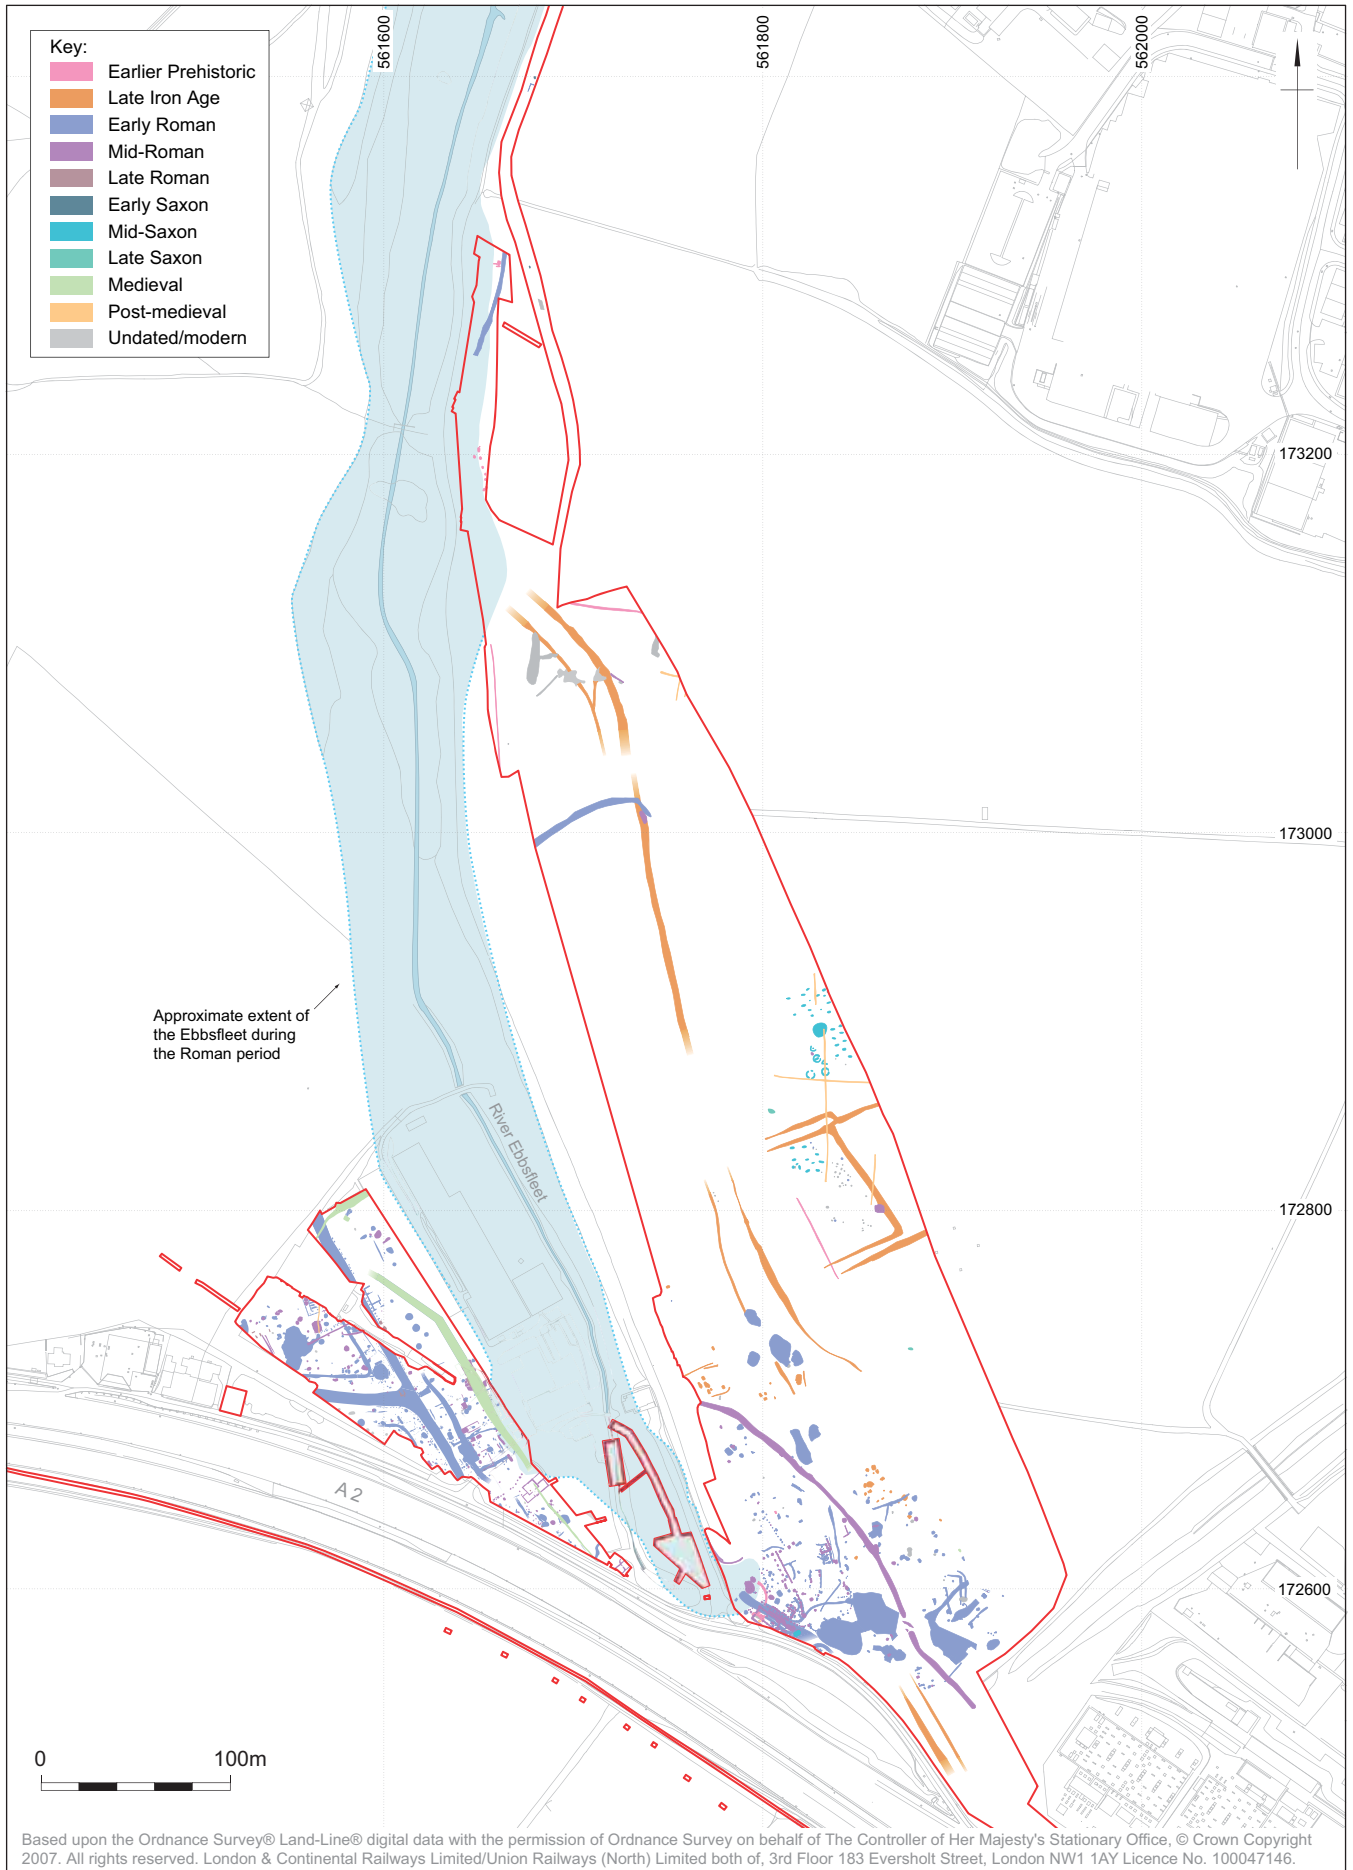 Key:
Earlier Prehistoric
Late Iron Age
Early Roman
Mid-Roman
Late Roman
Early Saxon
Mid-Saxon
Late Saxon
Medieval
Post-medieval
Undated/modern
561600
561800
562000
173200
173000
Approximate extent of
the Ebbsfleet during
the Roman period
River Ebbsfleet
172800
A2
172600
0 100m
Based upon the Ordnance Survey® Land-Line® digital data with the permission of Ordnance Survey on behalf of The Controller of Her Majesty's Stationary Office, © Crown Copyright
2007. All rights reserved. London & Continental Railways Limited/Union Railways (North) Limited both of, 3rd Floor 183 Eversholt Street, London NW1 1AY Licence No. 100047146.